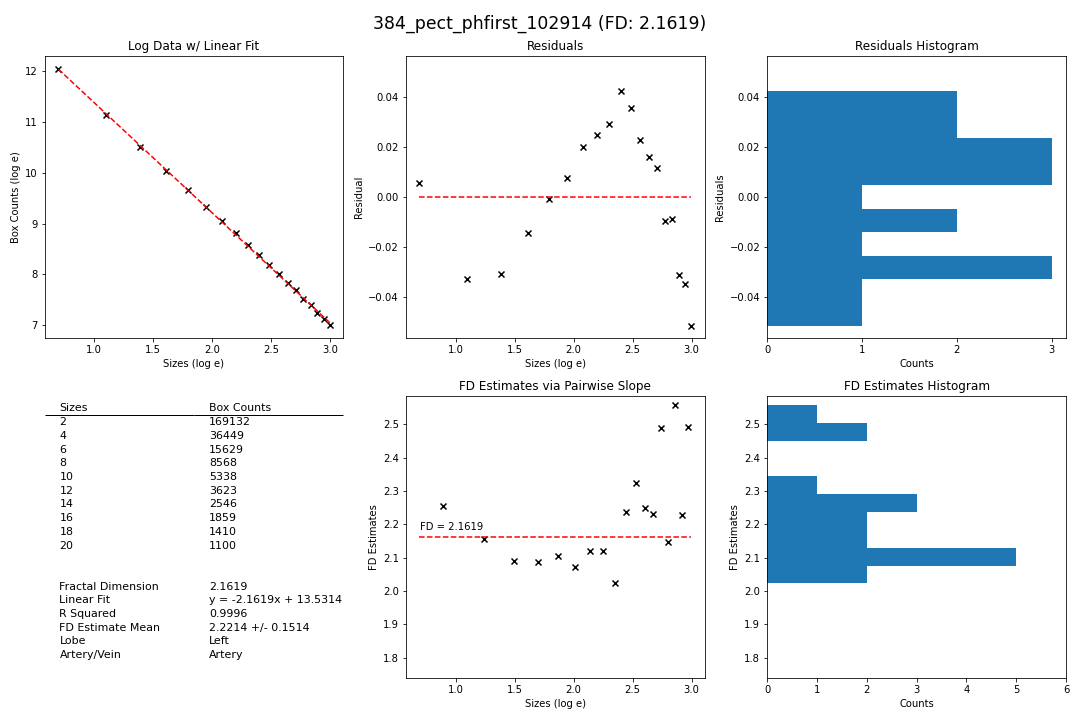 384_pect_phfirst_102914 (FD: 2.1619)
Log Data w/ Linear Fit
Box Counts (log e)
12
11
10
9
8
7
1.0 1.5 2.0 2.5 3.0
Sizes (log e)
Residuals
Residual
0.04
0.02
0.00
−0.02
−0.04
1.0 1.5 2.0 2.5 3.0
Sizes (log e)
Residuals Histogram
Residuals
0.04
0.02
0.00
−0.02
−0.04
0 1 2 3
Counts
Sizes Box Counts
2 169132
4 36449
6 15629
8 8568
10 5338
12 3623
14 2546
16 1859
18 1410
20 1100
Fractal Dimension 2.1619
Linear Fit y = -2.1619x + 13.5314
R Squared 0.9996
FD Estimate Mean 2.2214 +/- 0.1514
Lobe Left
Artery/Vein Artery
FD Estimates via Pairwise Slope
FD Estimates
2.5
2.4
2.3
2.2
2.1
2.0
1.9
1.8
FD = 2.1619
1.0 1.5 2.0 2.5 3.0
Sizes (log e)
FD Estimates Histogram
FD Estimates
2.5
2.4
2.3
2.2
2.1
2.0
1.9
1.8
0 1 2 3 4 5 6
Counts